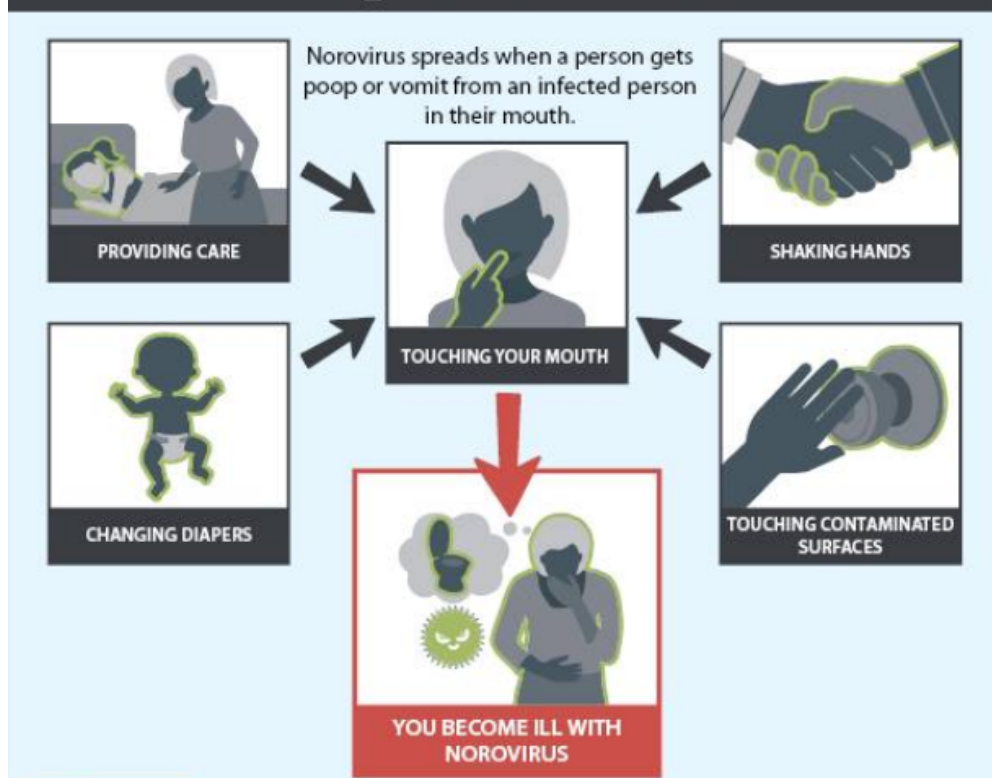 Norovirus spreads when a person gets
poop or vomit from an infected person
in their mouth.
PROVIDING CARE
SHAKING HANDS
TOUCHING YOUR MOUTH
CHANGING DIAPERS
TOUCHING CONTAMINATED
SURFACES
YOU BECOME ILL WITH
NOROVIRUS